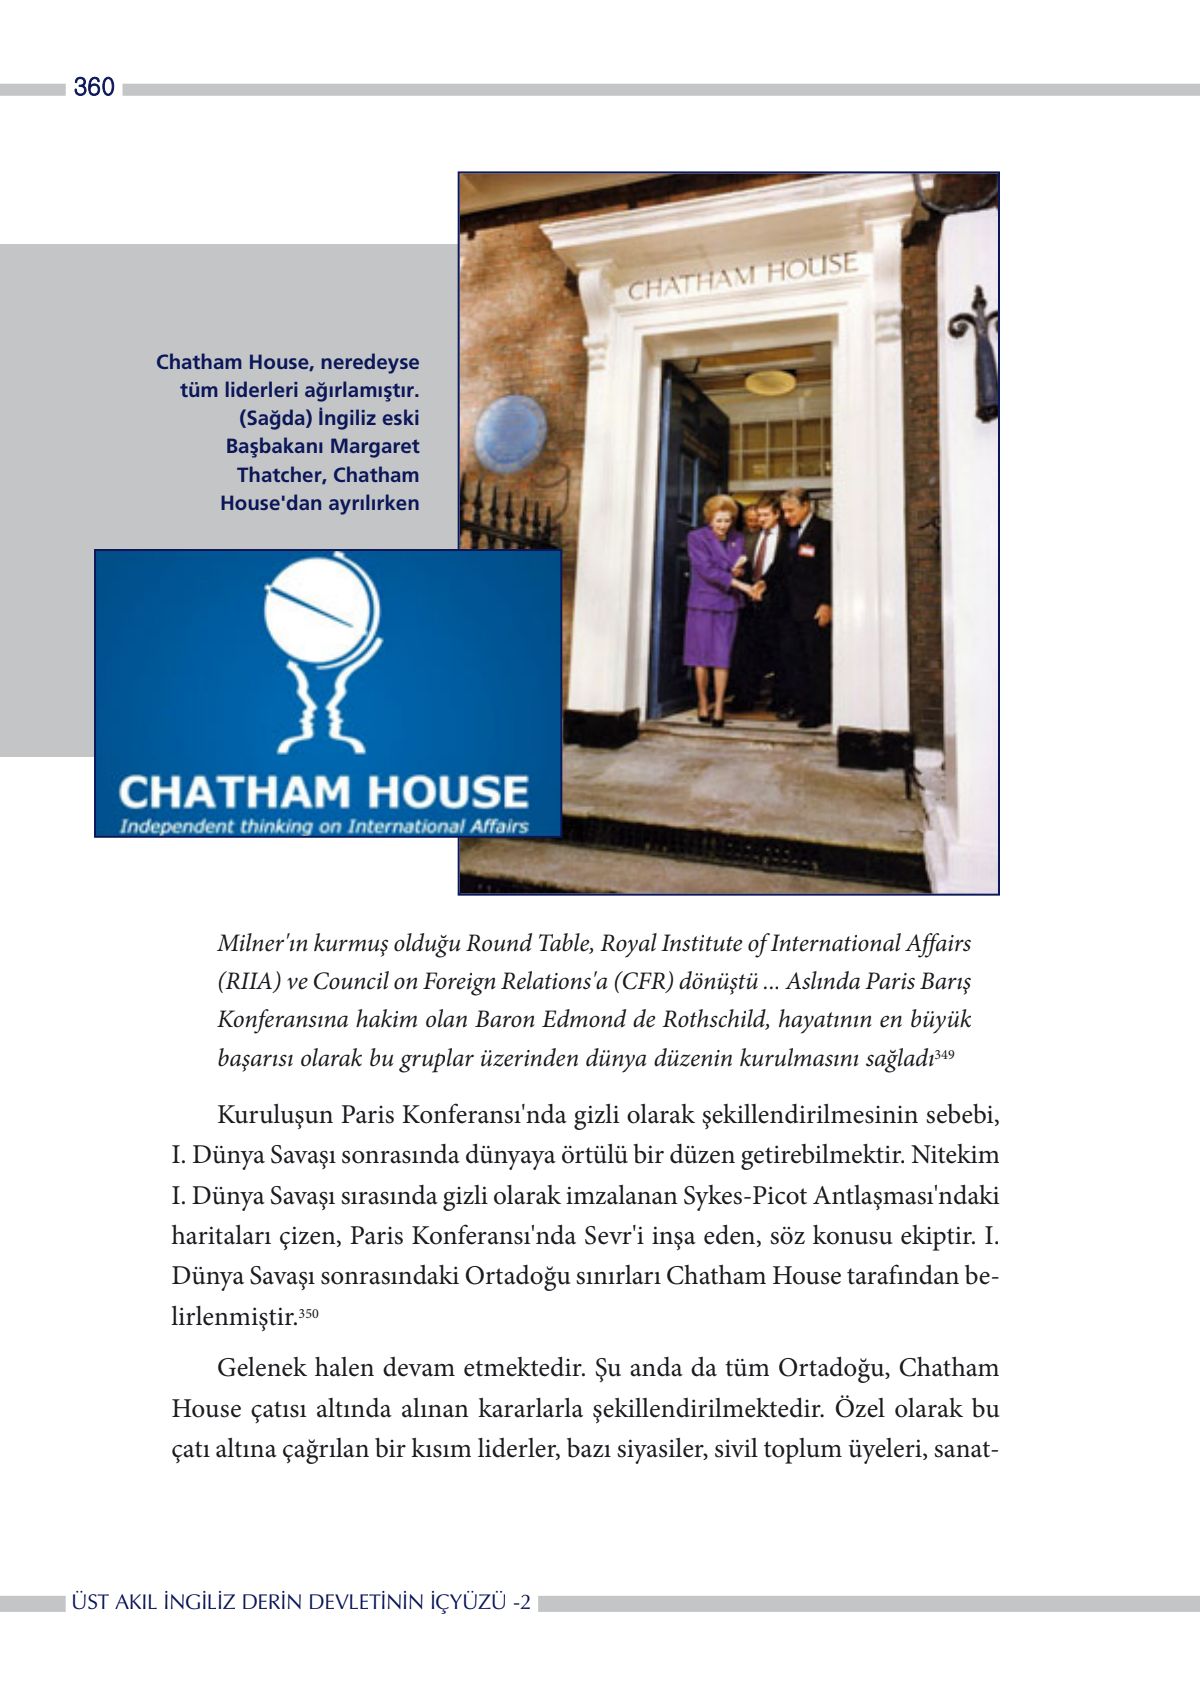 360
CHATHAM HOUSE
Chatham House, neredeyse
tüm liderleri ağırlamıştır.
(Sağda) İngiliz eski
Başbakanı Margaret
Thatcher, Chatham
House'dan ayrılırken
CHATHAM HOUSE
Independent thinking on International Affairs
Milner'ın kurmuş olduğu Round Table, Royal Institute of International Affairs
(RIIA) ve Council on Foreign Relations'a (CFR) dönüştü ... Aslında Paris Barış
Konferansına hakim olan Baron Edmond de Rothschild, hayatının en büyük
başarısı olarak bu gruplar üzerinden dünya düzenin kurulmasını sağladı³⁴⁹
Kuruluşun Paris Konferansı'nda gizli olarak şekillendirilmesinin sebebi,
I. Dünya Savaşı sonrasında dünyaya örtülü bir düzen getirebilmektir. Nitekim
I. Dünya Savaşı sırasında gizli olarak imzalanan Sykes-Picot Antlaşması'ndaki
haritaları çizen, Paris Konferansı'nda Sevr'i inşa eden, söz konusu ekiptir. I.
Dünya Savaşı sonrasındaki Ortadoğu sınırları Chatham House tarafından be-
lirlenmiştir.³⁵⁰
Gelenek halen devam etmektedir. Şu anda da tüm Ortadoğu, Chatham
House çatısı altında alınan kararlarla şekillendirilmektedir. Özel olarak bu
çatı altına çağrılan bir kısım liderler, bazı siyasiler, sivil toplum üyeleri, sanat-
ÜST AKIL İNGİLİZ DERİN DEVLETİNİN İÇYÜZÜ -2